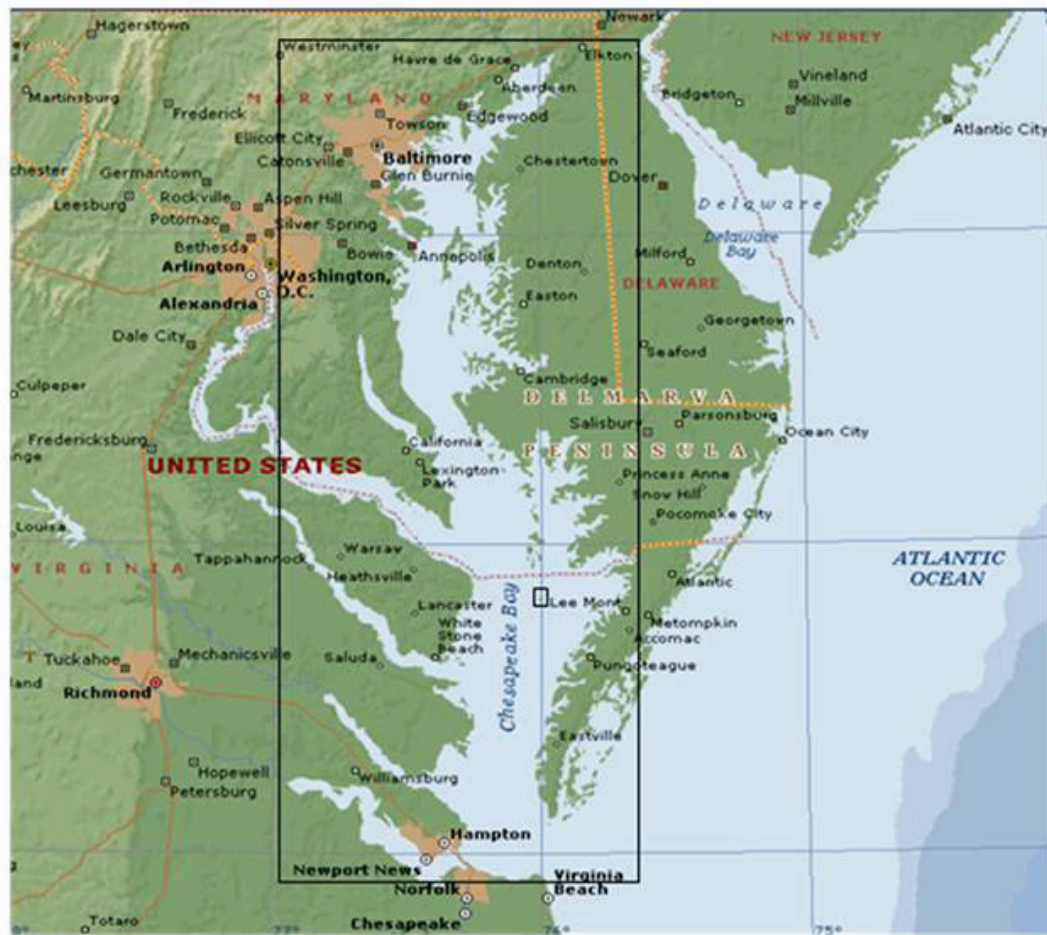 Hagerstown
Newark
NEW JERSEY
Westminster
Elkton
Havre de Grace
Martinsburg
Aberdeen
Vineland
Frederick
MARYLAND
Bridgeton
Millville
Edgewood
Towson
Atlantic City
Ellicott City
Baltimore
Catonsville
Chestertown
chester
Germantown
Glen Burnie
Dover
Leesburg
Rockville
Aspen Hill
Delaware
Potomac
Silver Spring
Delaware
Bay
Bethesda
Bowie
Annapolis
Milford
Arlington
Washington,
D.C.
Denton
DELAWARE
Alexandria
Easton
Georgetown
Dale City
Seaford
Culpeper
Cambridge
DELMARVA
Parsonsburg
Salisbury
Ocean City
Fredericksburg
California
PENINSULA
ange
UNITED STATES
Lexington
Park
Princess Anne
Snow Hill
Louisa
Pocomoke City
Tappahannock
Warsaw
VIRGINIA
Heathsville
Atlantic
ATLANTIC
OCEAN
Chesapeake Bay
Lee Mont
Lancaster
White
Stone
Beach
Metompkin
Accomac
Tuckahoe
Mechanicsville
Saluda
Pungoteague
land
Richmond
Eastville
Hopewell
Williamsburg
Petersburg
Hampton
Newport News
Norfolk
Virginia
Beach
Chesapeake
Totaro
77°
76°
75°